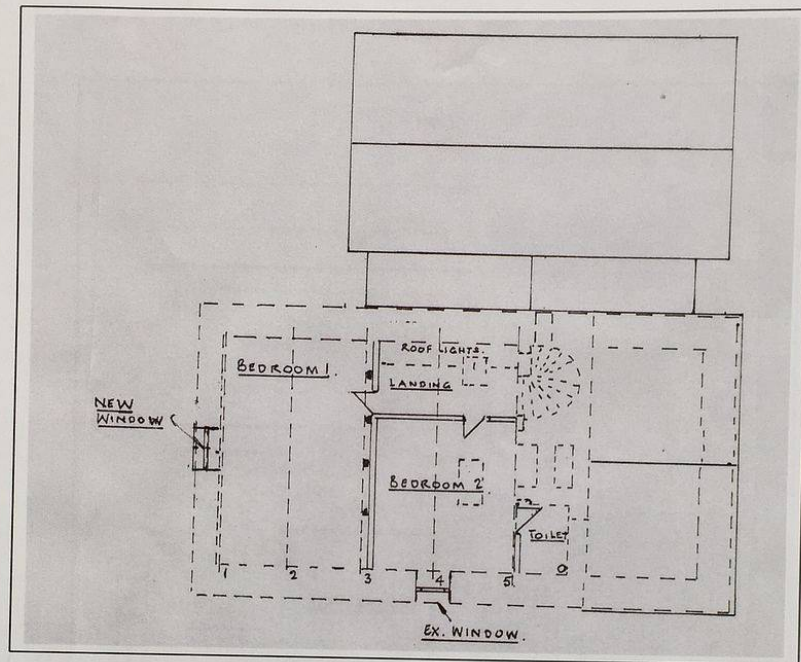 ROOF LIGHTS.
BEDROOM 1.
LANDING
NEW
WINDOW
BEDROOM 2
TOILET
1 2 3 4 5
EX. WINDOW.